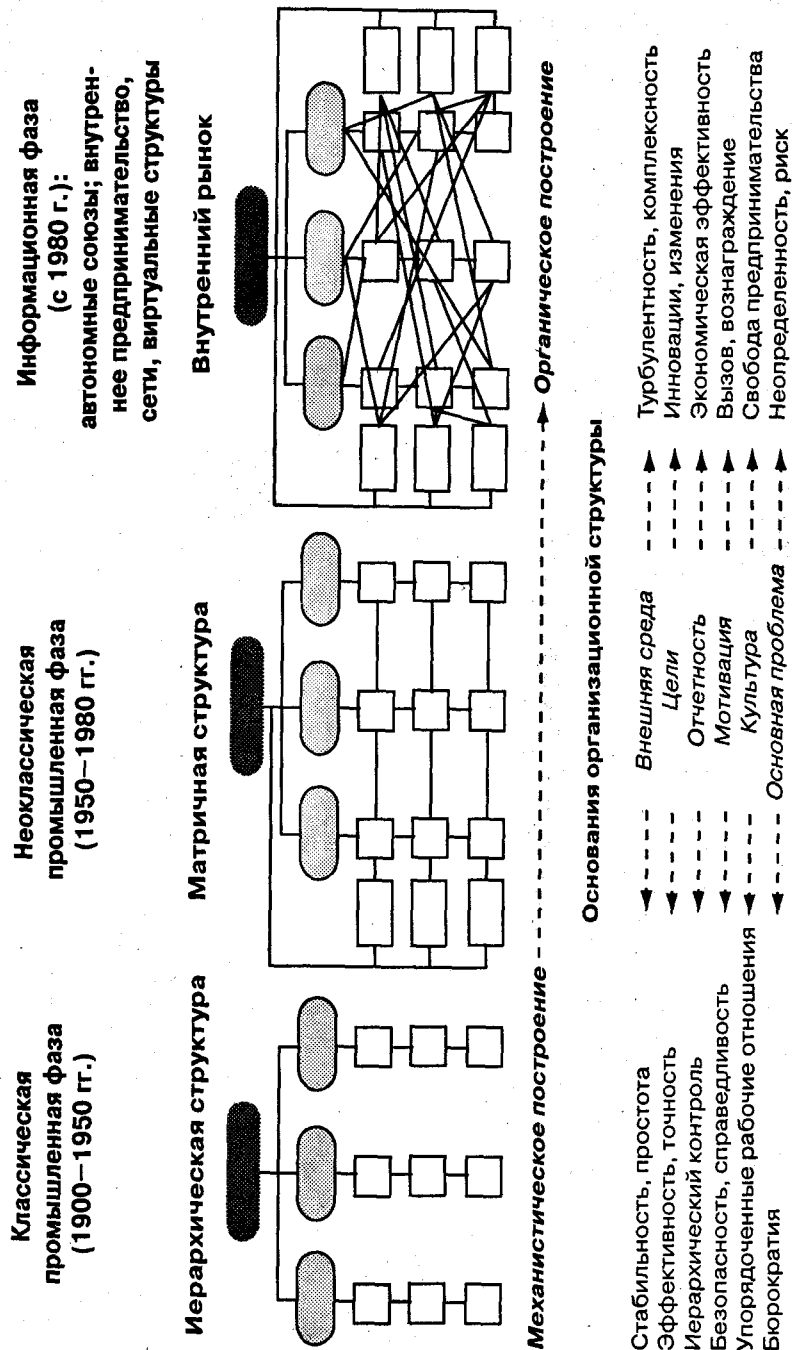 Классическая
промышленная фаза
(1900–1950 гг.)
Неоклассическая
промышленная фаза
(1950–1980 гг.)
Информационная фаза
(с 1980 г.):
автономные союзы; внутрен-
нее предпринимательство,
сети, виртуальные структуры
Иерархическая структура
Матричная структура
Внутренний рынок
Механистическое построение
Органическое построение
Основания организационной структуры
Стабильность, простота
Внешняя среда
Турбулентность, комплексность
Эффективность, точность
Цели
Инновации, изменения
Иерархический контроль
Отчетность
Экономическая эффективность
Безопасность, справедливость
Мотивация
Вызов, вознаграждение
Упорядоченные рабочие отношения
Культура
Свобода предпринимательства
Бюрократия
Основная проблема
Неопределенность, риск